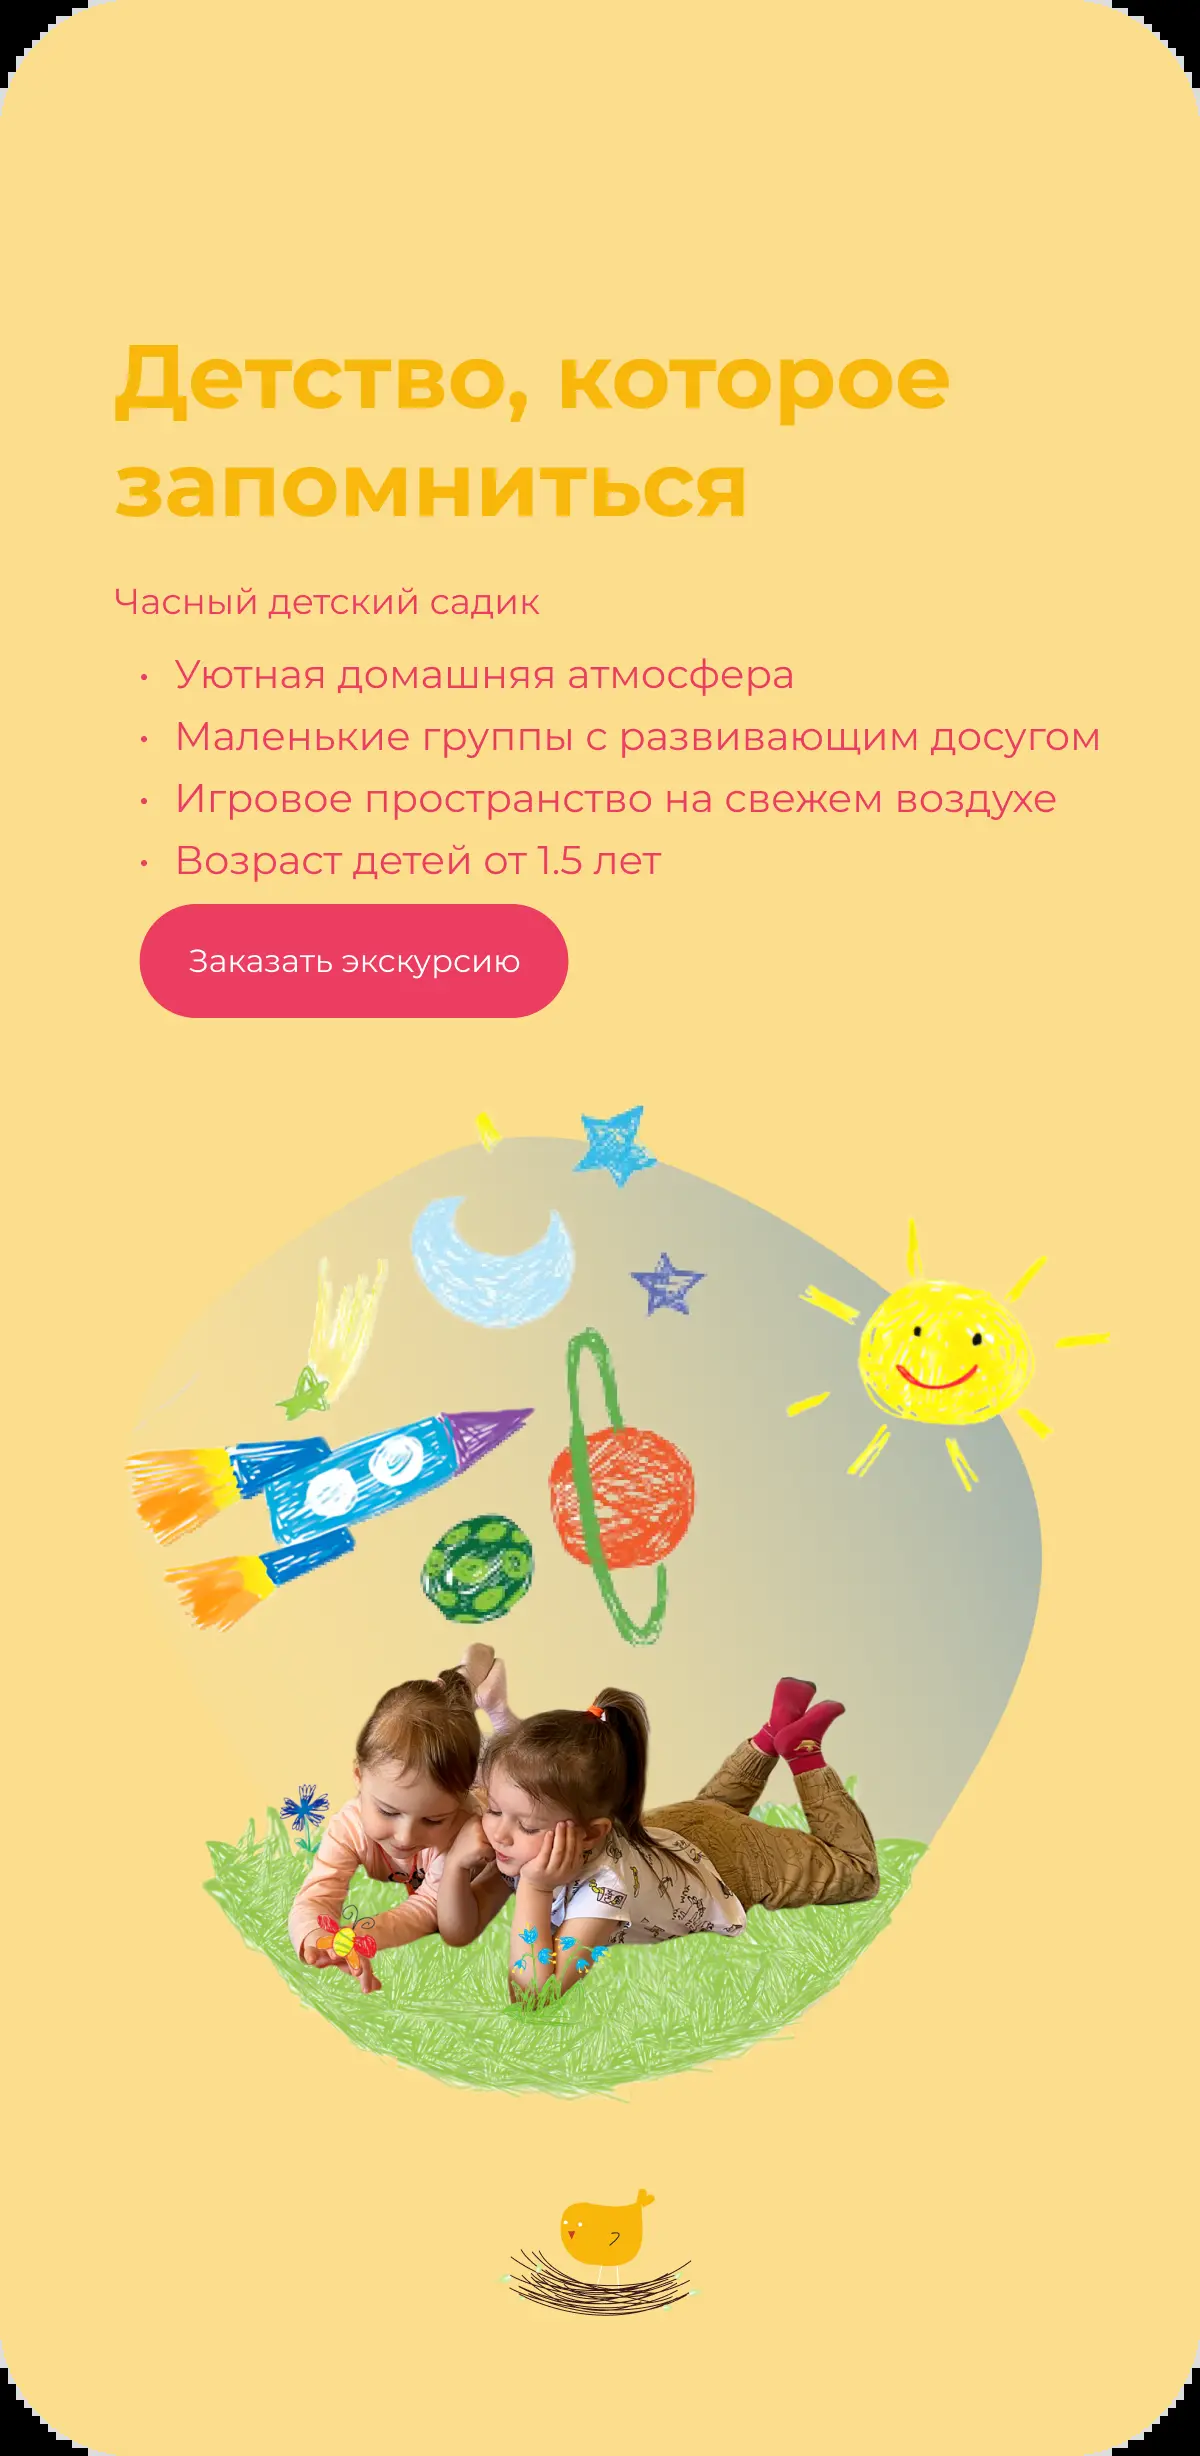 Детство, которое
запомниться
Часный детский садик
• Уютная домашняя атмосфера
• Маленькие группы с развивающим досугом
• Игровое пространство на свежем воздухе
• Возраст детей от 1.5 лет
Заказать экскурсию